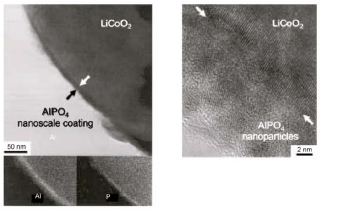 LiCoO₂
AlPO₄
nanoscale coating
50 nm
Al
P
LiCoO₂
AlPO₄
nanoparticles
2 nm